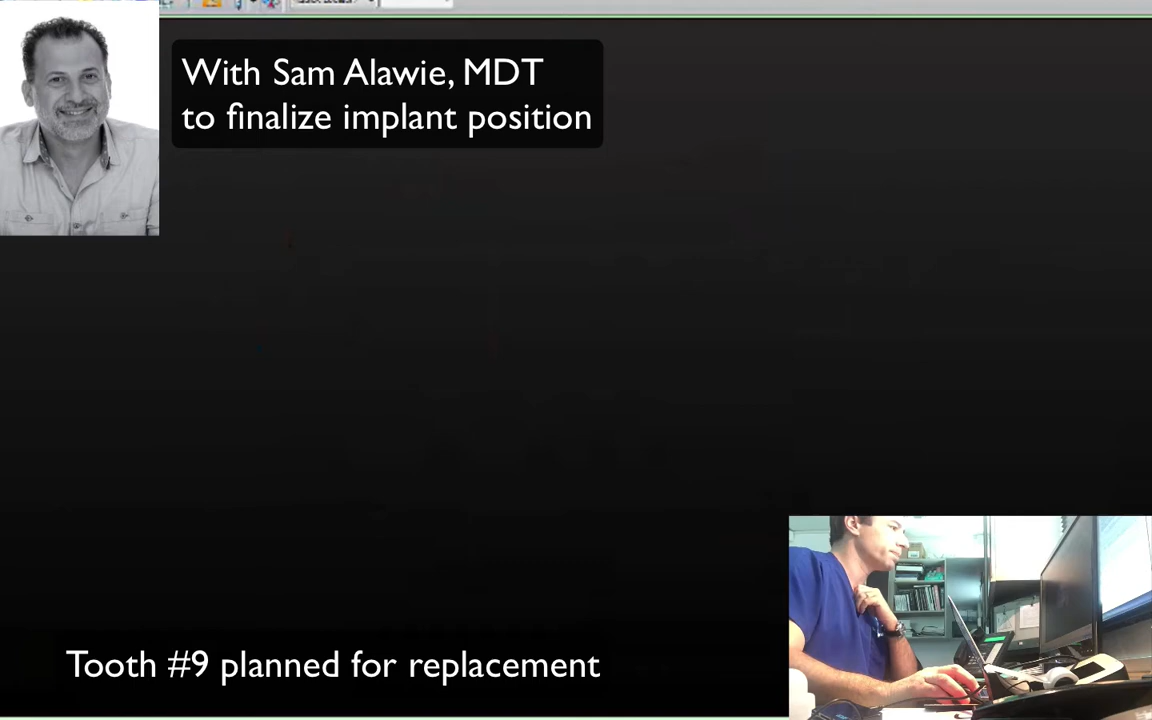 With Sam Alawie, MDT
to finalize implant position
Tooth #9 planned for replacement